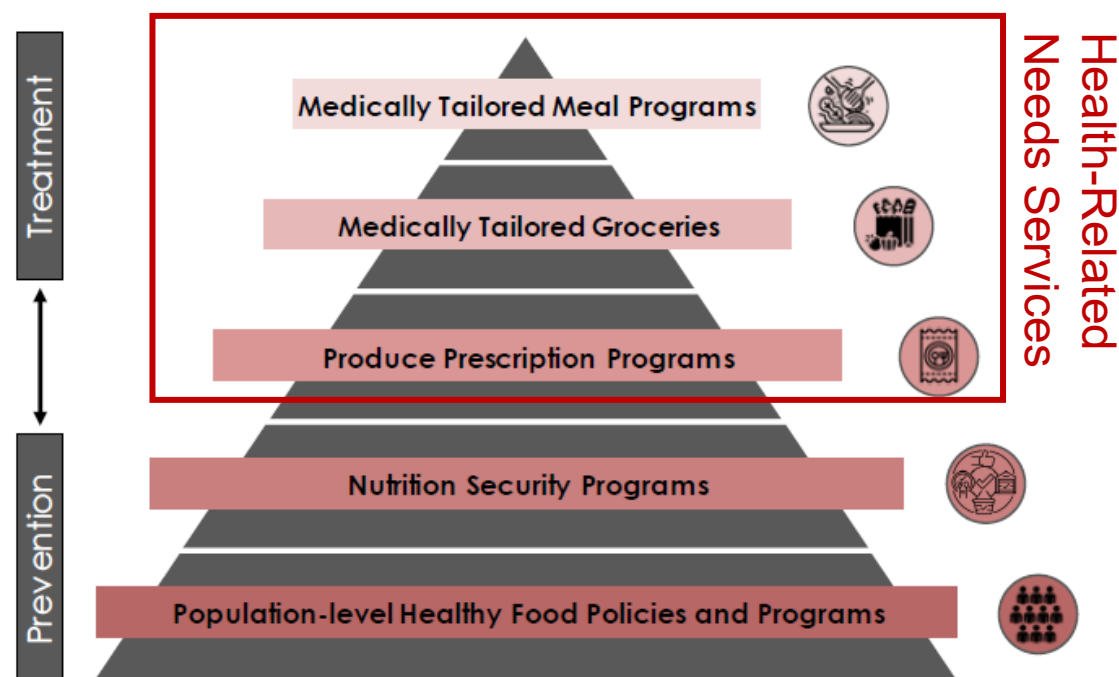 Treatment
Prevention
Medically Tailored Meal Programs
Medically Tailored Groceries
Produce Prescription Programs
Nutrition Security Programs
Population-level Healthy Food Policies and Programs
Health-Related
Needs Services